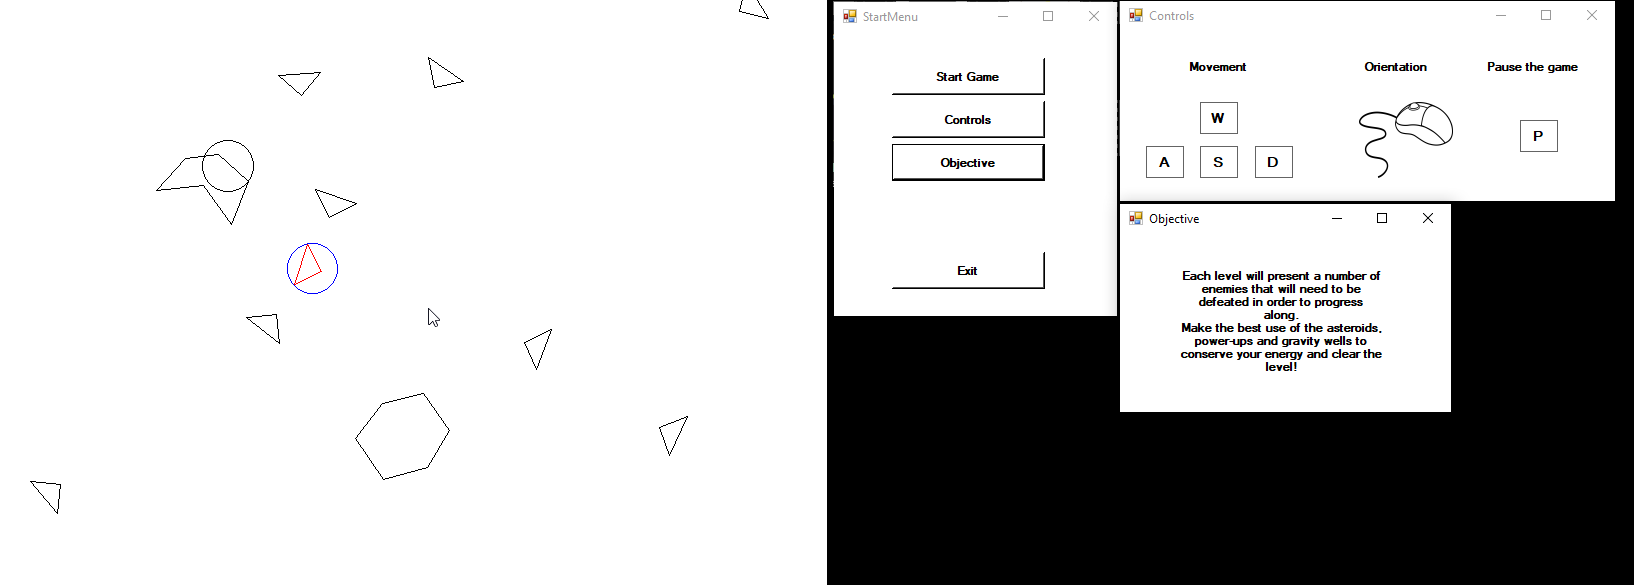 StartMenu
Start Game
Controls
Objective
Exit
Controls
Movement
Orientation
Pause the game
W
A S D
P
Objective
Each level will present a number of
enemies that will need to be
defeated in order to progress
along.
Make the best use of the asteroids,
power-ups and gravity wells to
conserve your energy and clear the
level!